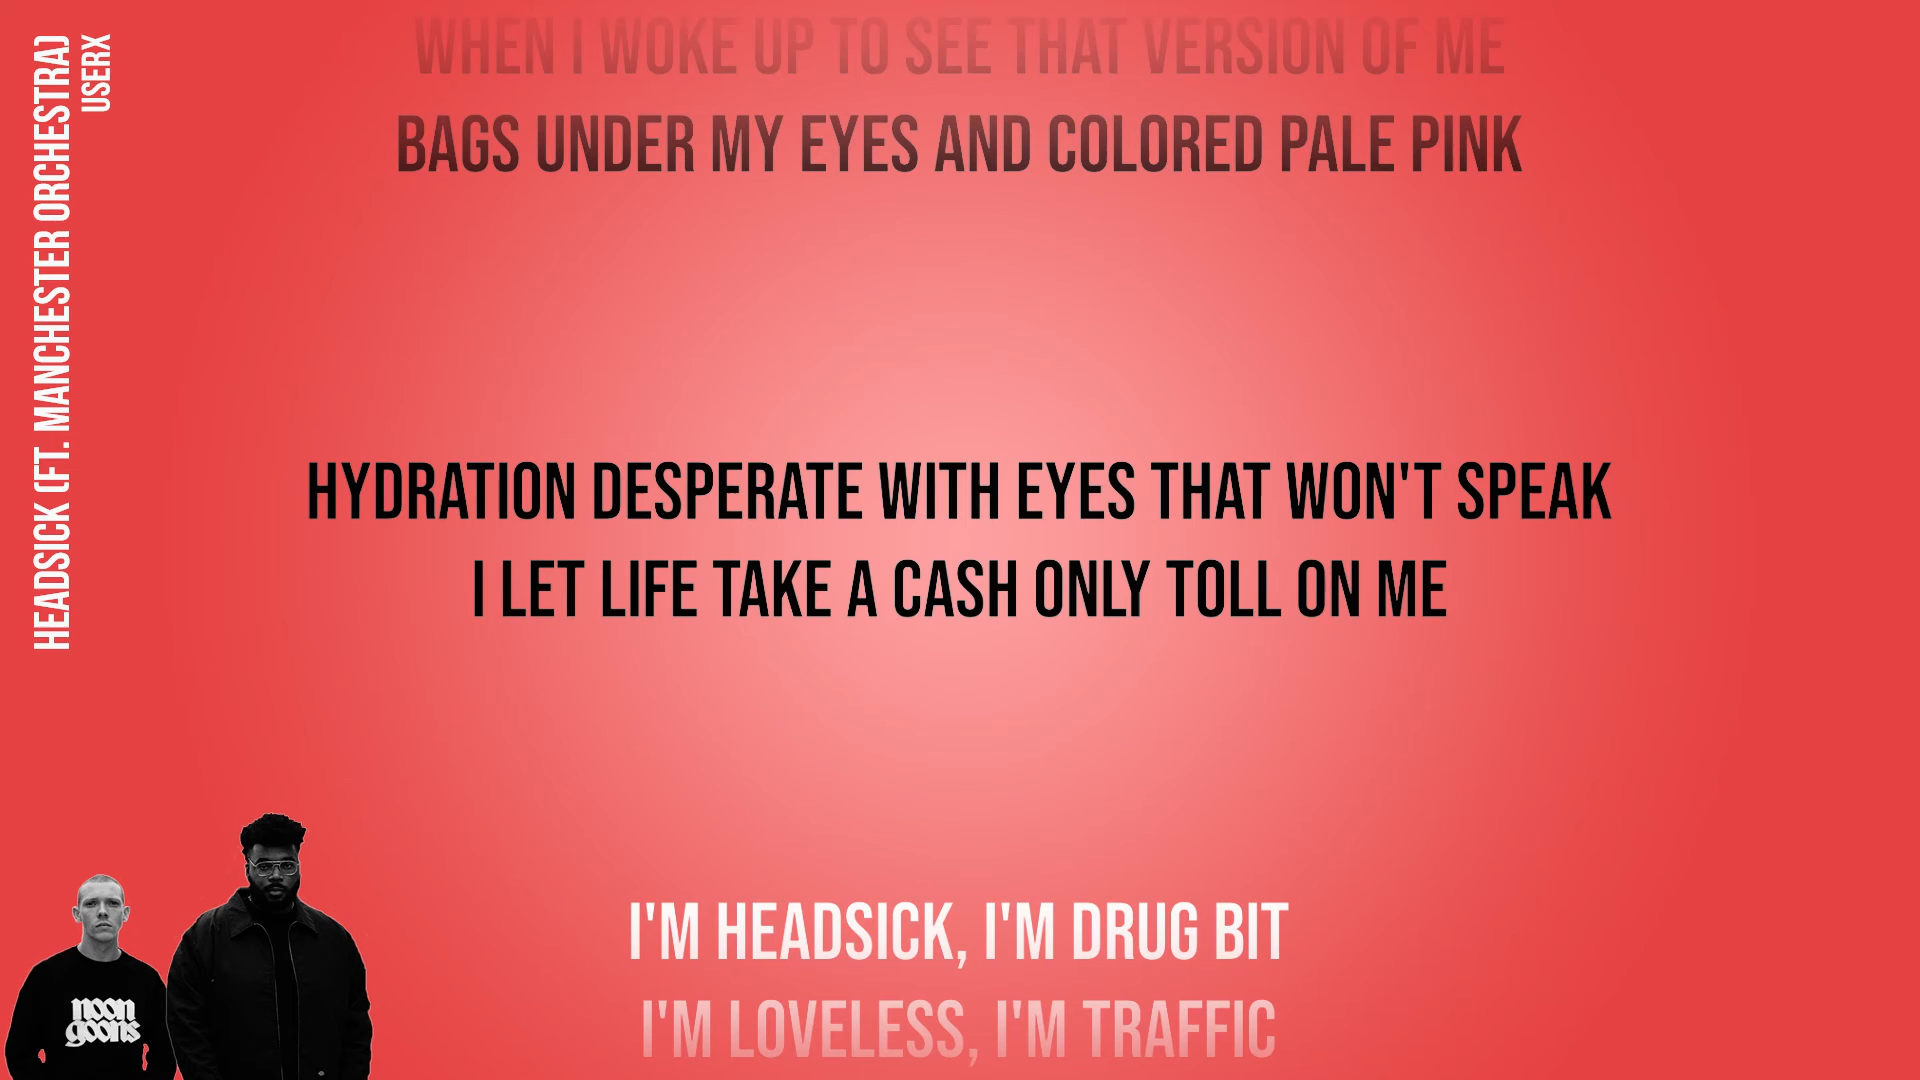 HEADSICK (FT. MANCHESTER ORCHESTRA)
USERX
WHEN I WOKE UP TO SEE THAT VERSION OF ME
BAGS UNDER MY EYES AND COLORED PALE PINK
HYDRATION DESPERATE WITH EYES THAT WON'T SPEAK
I LET LIFE TAKE A CASH ONLY TOLL ON ME
I'M HEADSICK, I'M DRUG BIT
I'M LOVELESS, I'M TRAFFIC
noon
goons